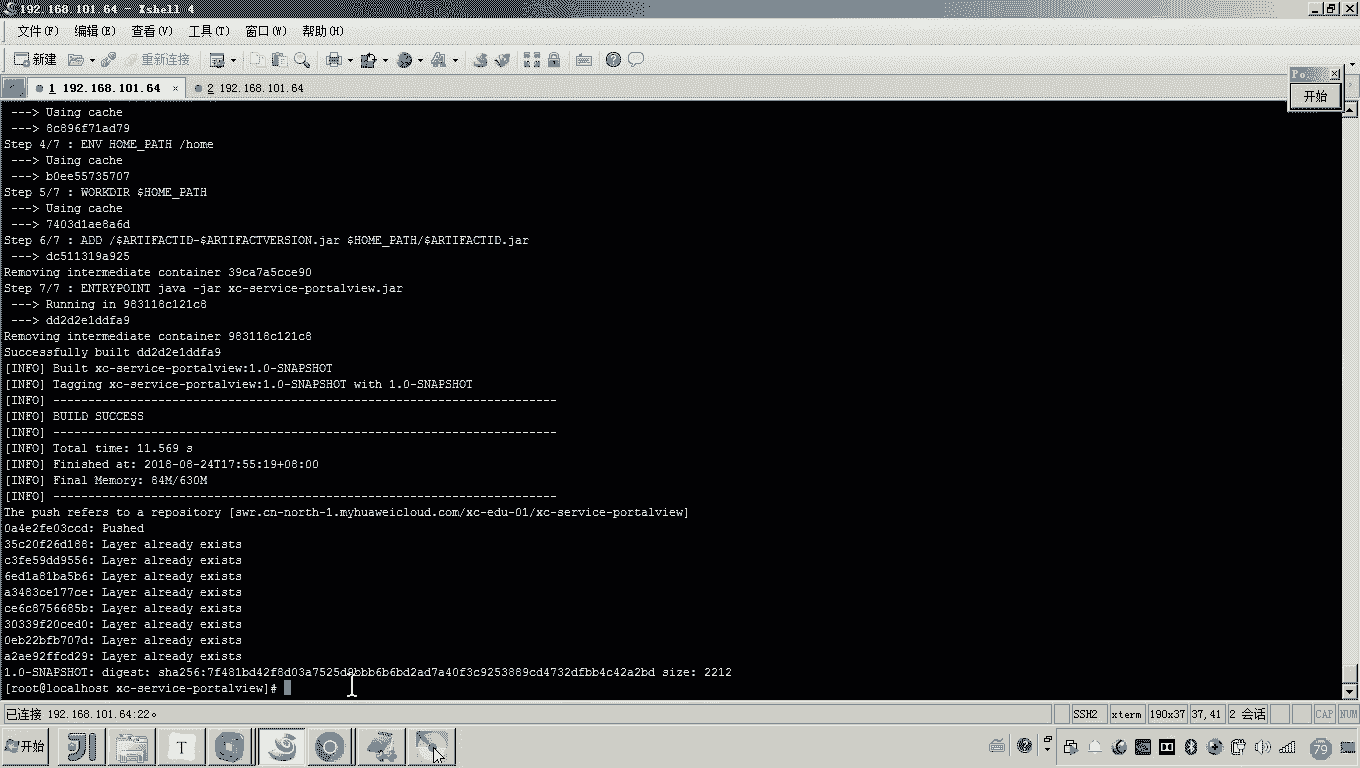 192.168.101.64 - Xshell 4
文件(F) 编辑(E) 查看(V) 工具(T) 窗口(W) 帮助(H)
新建 重新连接
1 192.168.101.64 × 2 192.168.101.64
开始
---> Using cache
---> 8c896f71ad79
Step 4/7 : ENV HOME_PATH /home
---> Using cache
---> b0ee55735707
Step 5/7 : WORKDIR $HOME_PATH
---> Using cache
---> 7403d1ae8a6d
Step 6/7 : ADD /$ARTIFACTID-$ARTIFACTVERSION.jar $HOME_PATH/$ARTIFACTID.jar
---> dc511319a925
Removing intermediate container 39ca7a5cce90
Step 7/7 : ENTRYPOINT java -jar xc-service-portalview.jar
---> Running in 983118c121c8
---> dd2d2e1ddfa9
Removing intermediate container 983118c121c8
Successfully built dd2d2e1ddfa9
[INFO] Built xc-service-portalview:1.0-SNAPSHOT
[INFO] Tagging xc-service-portalview:1.0-SNAPSHOT with 1.0-SNAPSHOT
[INFO] ------------------------------------------------------------------------
[INFO] BUILD SUCCESS
[INFO] ------------------------------------------------------------------------
[INFO] Total time: 11.569 s
[INFO] Finished at: 2018-08-24T17:55:19+08:00
[INFO] Final Memory: 84M/630M
[INFO] ------------------------------------------------------------------------
The push refers to a repository [swr.cn-north-1.myhuaweicloud.com/xc-edu-01/xc-service-portalview]
0a4e2fe03ccd: Pushed
35c20f26d188: Layer already exists
c3fe59dd9556: Layer already exists
6ed1a81ba5b6: Layer already exists
a3483ce177ce: Layer already exists
ce6c8756685b: Layer already exists
30339f20ced0: Layer already exists
0eb22bfb707d: Layer already exists
a2ae92ffcd29: Layer already exists
1.0-SNAPSHOT: digest: sha256:7f481bd42f8d03a7525d9bbb6b6bd2ad7a40f3c9253889cd4732dfbb4c42a2bd size: 2212
[root@localhost xc-service-portalview]#
已连接 192.168.101.64:22。 SSH2 xterm 190x37 37,41 2 会话 CAP NUM
开始 T 79